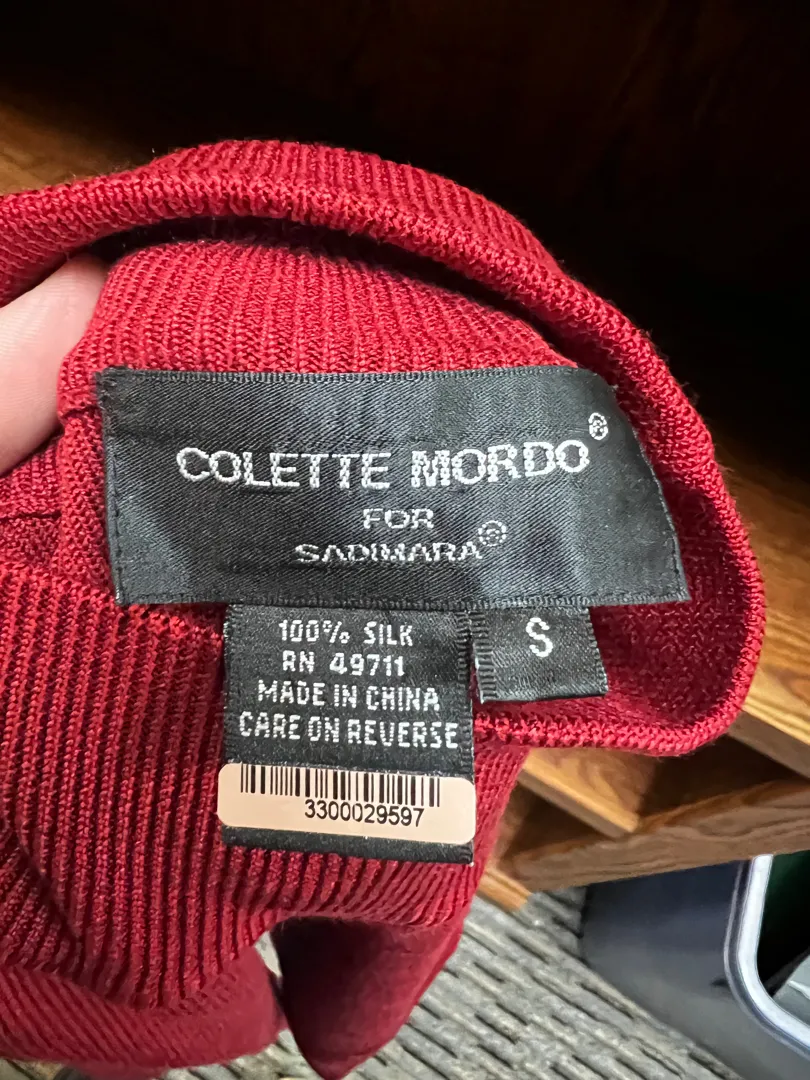 COLETTE MORDO®
FOR
SADIMARA®
100% SILK
RN 49711
MADE IN CHINA
CARE ON REVERSE
S
3300029597